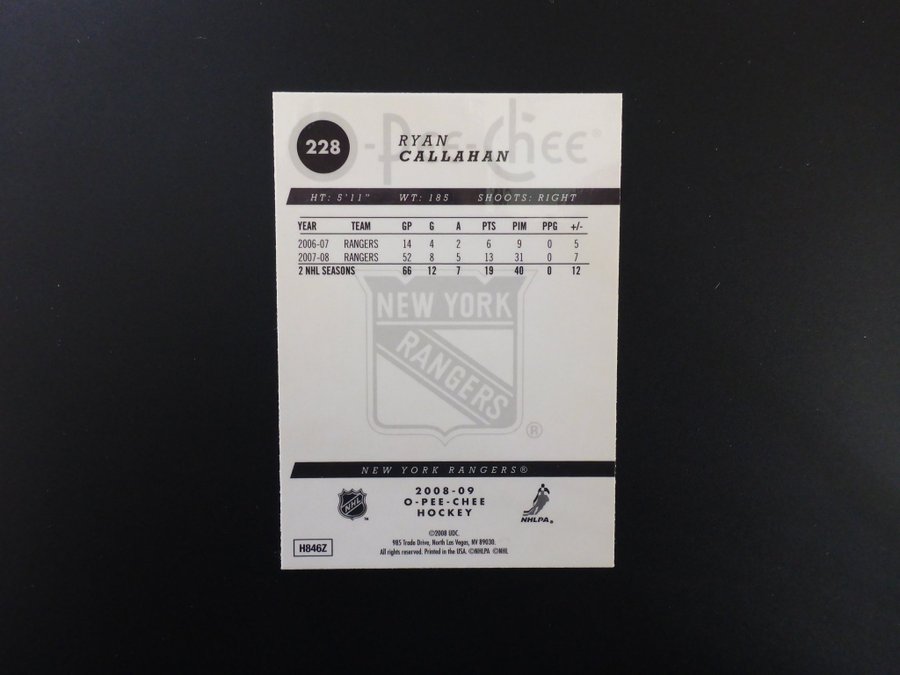 O-Pee-Chee®
228
RYAN
CALLAHAN
HT: 5'11" WT: 185 SHOOTS: RIGHT
YEAR TEAM GP G A PTS PIM PPG +/-
2006-07 RANGERS 14 4 2 6 9 0 5
2007-08 RANGERS 52 8 5 13 31 0 7
2 NHL SEASONS 66 12 7 19 40 0 12
NEW YORK
RANGERS
®
NEW YORK RANGERS®
NHL
™
2008-09
O-PEE-CHEE
HOCKEY
NHLPA®
©2008 UDC.
985 Trade Drive, North Las Vegas, NV 89030.
All rights reserved. Printed in the USA. ©NHLPA ©NHL
H846Z